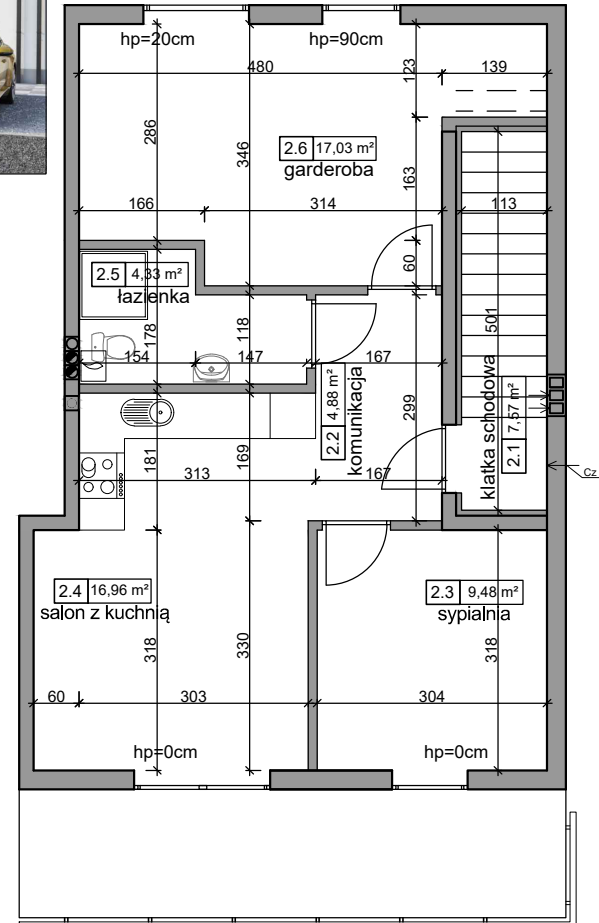 hp=20cm
hp=90cm
480
123
139
286
346
2.6 17,03 m²
garderoba
163
166
314
113
60
2.5 4,33 m²
łazienka
178
118
501
154
147
167
2.2 4,88 m²
komunikacja
299
klatka schodowa
2.1 7,57 m²
181
169
313
167
Cz
2.4 16,96 m²
salon z kuchnią
2.3 9,48 m²
sypialnia
318
330
318
60
303
304
hp=0cm
hp=0cm